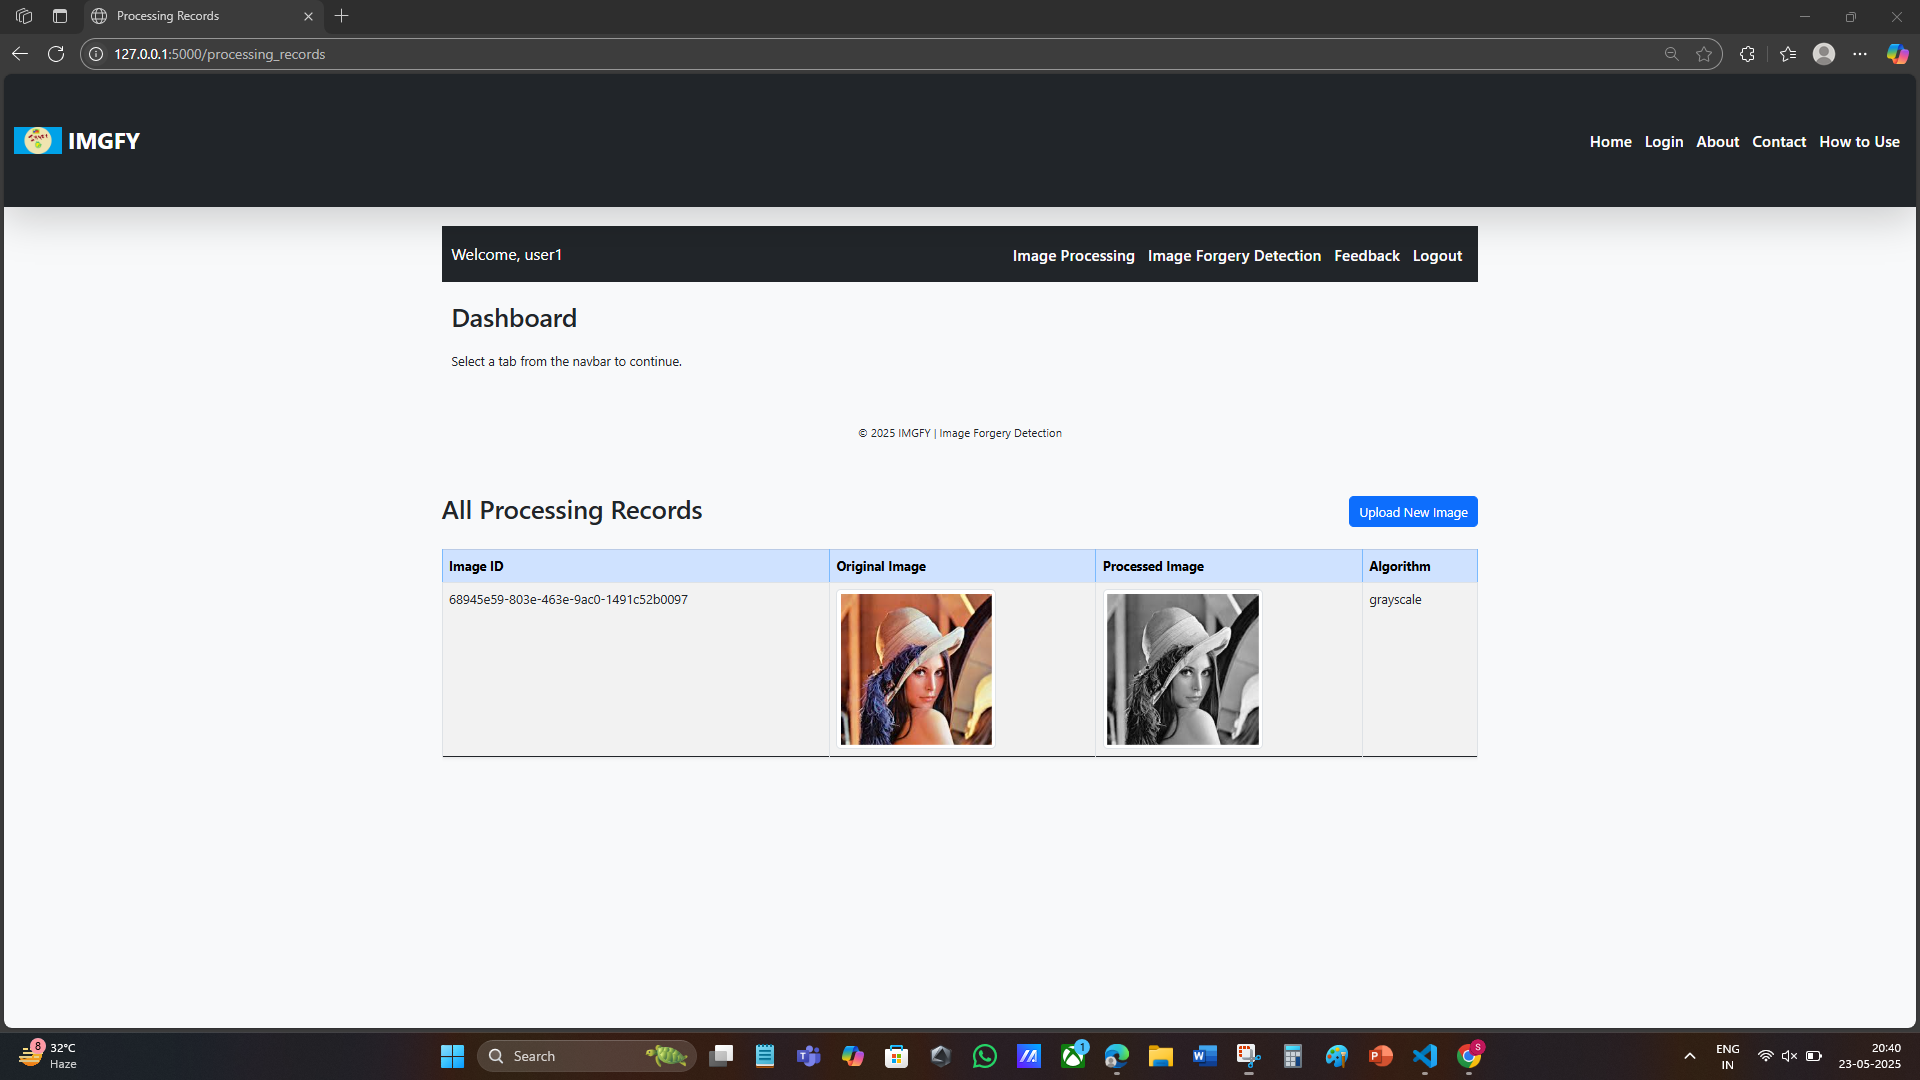 Processing Records
127.0.0.1:5000/processing_records
IMGFY
Home Login About Contact How to Use
Welcome, user1
Image Processing Image Forgery Detection Feedback Logout
Dashboard
Select a tab from the navbar to continue.
© 2025 IMGFY | Image Forgery Detection
All Processing Records
Upload New Image
Image ID Original Image Processed Image Algorithm
68945e59-803e-463e-9ac0-1491c52b0097 grayscale
8
32°C
Haze
Search
1
S
ENG
IN
20:40
23-05-2025